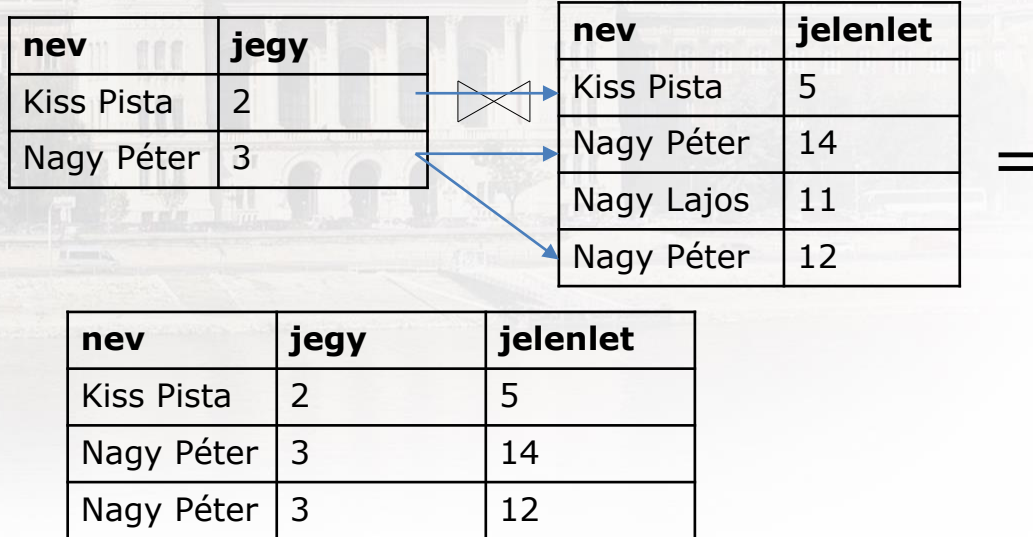 nev jegy
Kiss Pista 2
Nagy Péter 3
nev jelenlet
Kiss Pista 5
Nagy Péter 14
Nagy Lajos 11
Nagy Péter 12
=
nev jegy jelenlet
Kiss Pista 2 5
Nagy Péter 3 14
Nagy Péter 3 12